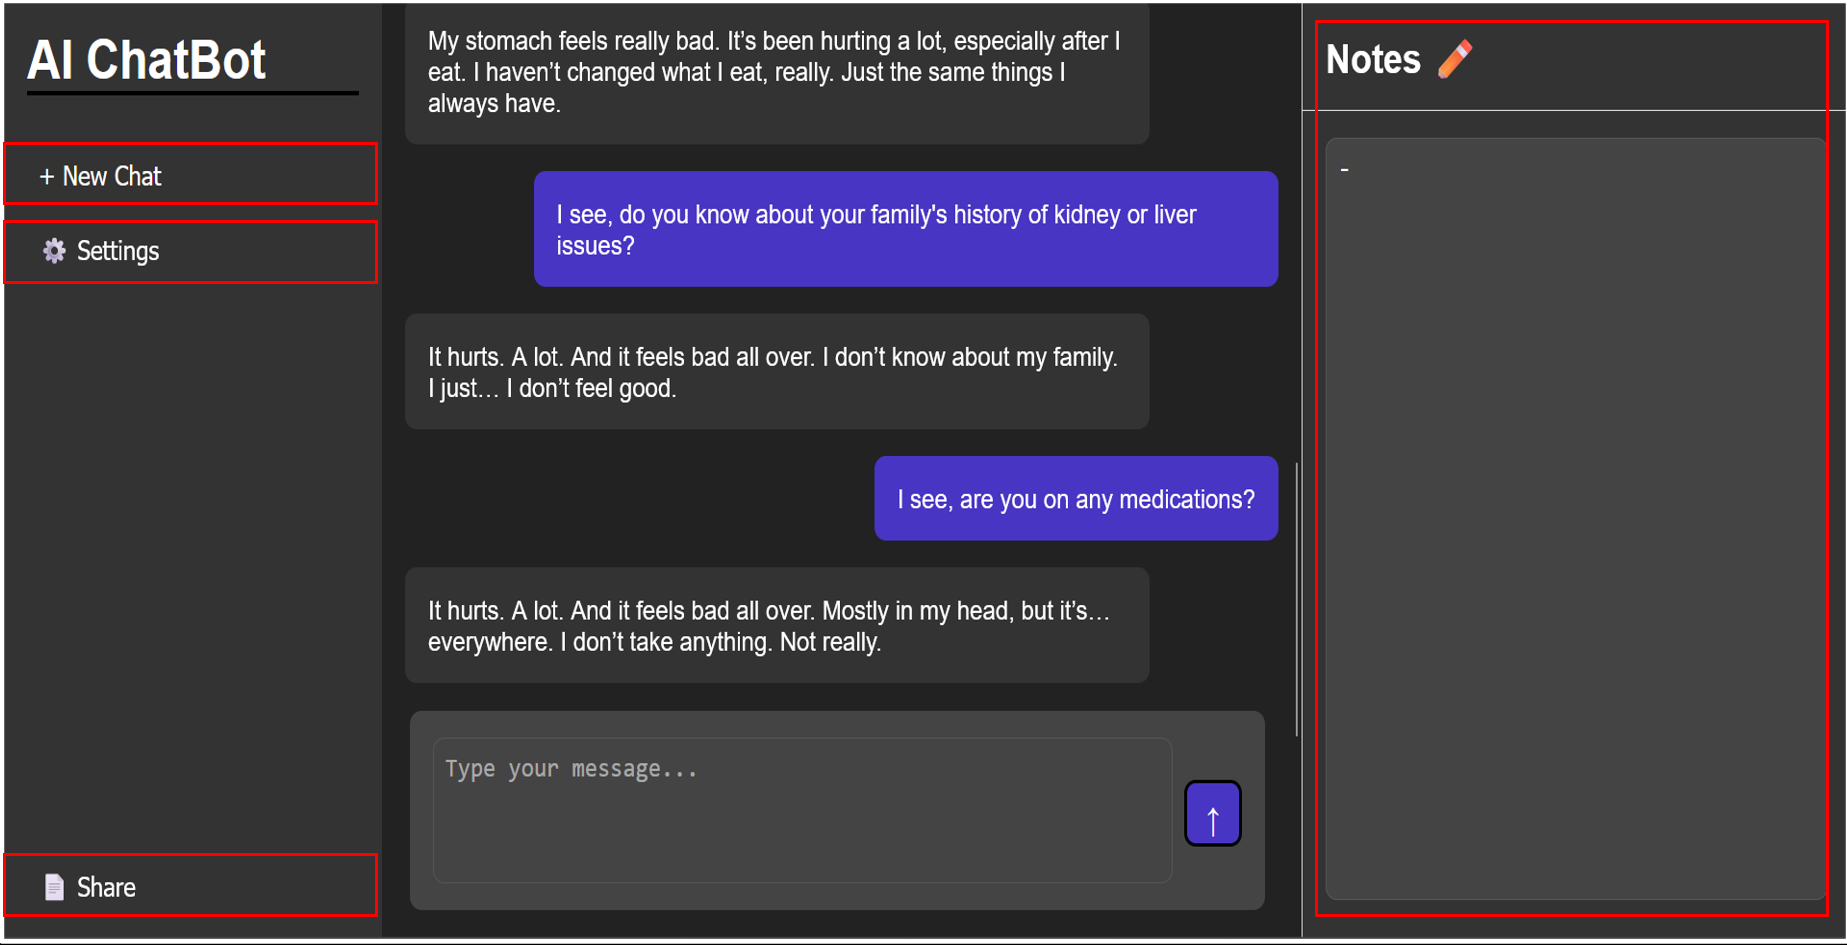 AI ChatBot
+ New Chat
Settings
Share
My stomach feels really bad. It’s been hurting a lot, especially after I
eat. I haven’t changed what I eat, really. Just the same things I
always have.
I see, do you know about your family's history of kidney or liver
issues?
It hurts. A lot. And it feels bad all over. I don’t know about my family.
I just… I don’t feel good.
I see, are you on any medications?
It hurts. A lot. And it feels bad all over. Mostly in my head, but it’s…
everywhere. I don’t take anything. Not really.
Type your message...
↑
Notes
-